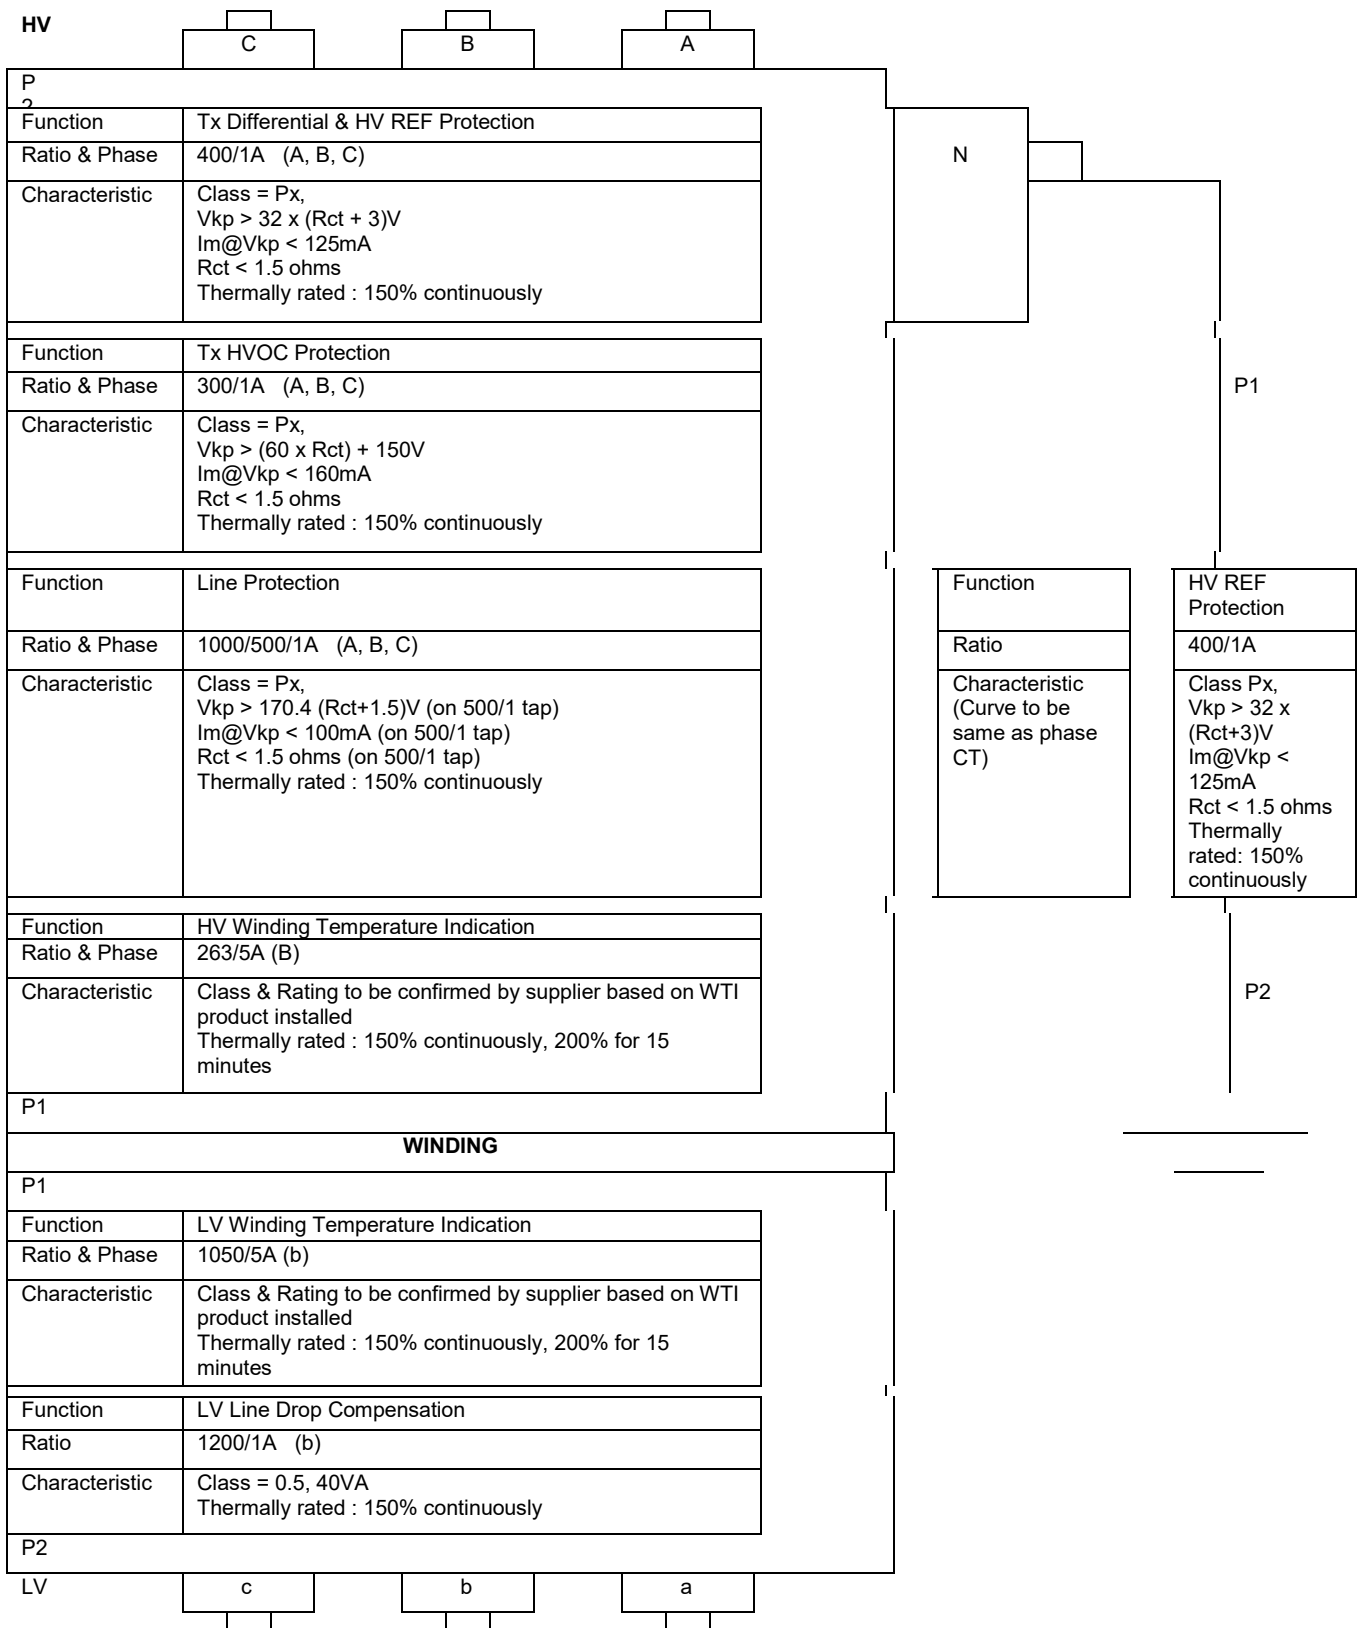 HV
C B A
P
2
Function Tx Differential & HV REF Protection
Ratio & Phase 400/1A (A, B, C)
N
Characteristic Class = Px,
Vkp > 32 x (Rct + 3)V
Im@Vkp < 125mA
Rct < 1.5 ohms
Thermally rated : 150% continuously
Function Tx HVOC Protection
Ratio & Phase 300/1A (A, B, C)
P1
Characteristic Class = Px,
Vkp > (60 x Rct) + 150V
Im@Vkp < 160mA
Rct < 1.5 ohms
Thermally rated : 150% continuously
Function Line Protection
Ratio & Phase 1000/500/1A (A, B, C)
Characteristic Class = Px,
Vkp > 170.4 (Rct+1.5)V (on 500/1 tap)
Im@Vkp < 100mA (on 500/1 tap)
Rct < 1.5 ohms (on 500/1 tap)
Thermally rated : 150% continuously
Function HV REF
Protection
Ratio 400/1A
Characteristic
(Curve to be
same as phase
CT)
Class Px,
Vkp > 32 x
(Rct+3)V
Im@Vkp <
125mA
Rct < 1.5 ohms
Thermally
rated: 150%
continuously
Function HV Winding Temperature Indication
Ratio & Phase 263/5A (B)
Characteristic Class & Rating to be confirmed by supplier based on WTI
product installed
Thermally rated : 150% continuously, 200% for 15
minutes
P2
P1
WINDING
P1
Function LV Winding Temperature Indication
Ratio & Phase 1050/5A (b)
Characteristic Class & Rating to be confirmed by supplier based on WTI
product installed
Thermally rated : 150% continuously, 200% for 15
minutes
Function LV Line Drop Compensation
Ratio 1200/1A (b)
Characteristic Class = 0.5, 40VA
Thermally rated : 150% continuously
P2
LV c b a